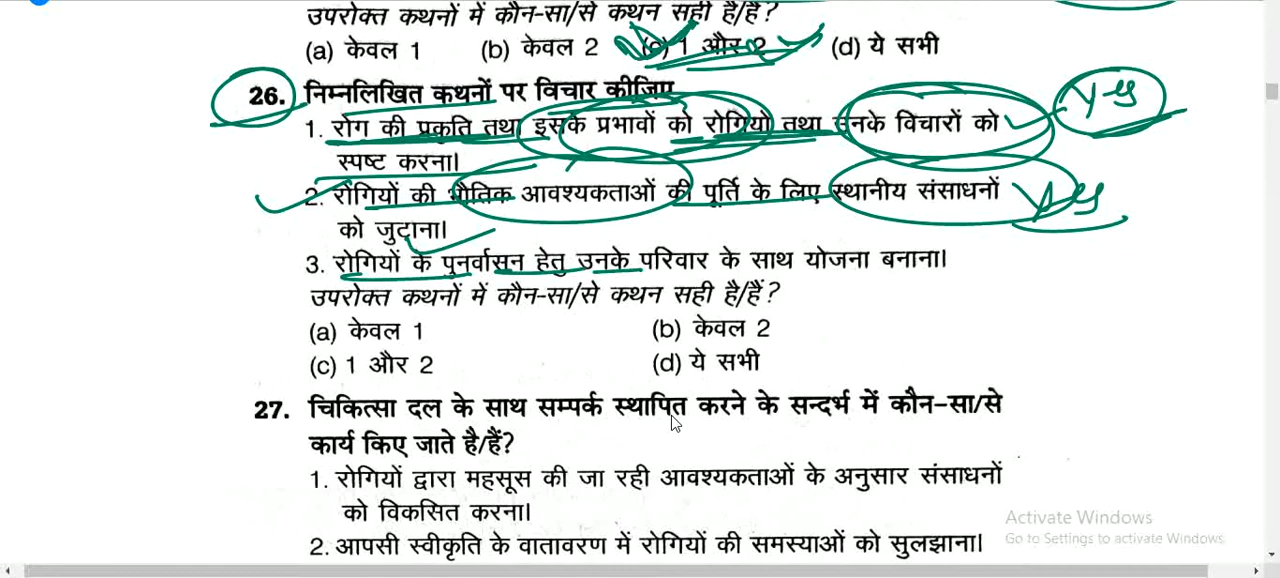 उपरोक्त कथनों में कौन-सा/से कथन सही है/हैं?
(a) केवल 1 (b) केवल 2 (c) 1 और 2 (d) ये सभी
26. निम्नलिखित कथनों पर विचार कीजिए
1. रोग की प्रकृति तथा इसके प्रभावों को रोगियों तथा उनके विचारों को
स्पष्ट करना।
2. रोगियों की भौतिक आवश्यकताओं की पूर्ति के लिए स्थानीय संसाधनों
को जुटाना।
3. रोगियों के पुनर्वासन हेतु उनके परिवार के साथ योजना बनाना।
उपरोक्त कथनों में कौन-सा/से कथन सही है/हैं?
(a) केवल 1 (b) केवल 2
(c) 1 और 2 (d) ये सभी
27. चिकित्सा दल के साथ सम्पर्क स्थापित करने के सन्दर्भ में कौन-सा/से
कार्य किए जाते है/हैं?
1. रोगियों द्वारा महसूस की जा रही आवश्यकताओं के अनुसार संसाधनों
को विकसित करना।
2. आपसी स्वीकृति के वातावरण में रोगियों की समस्याओं को सुलझाना।
Activate Windows
Go to Settings to activate Windows.